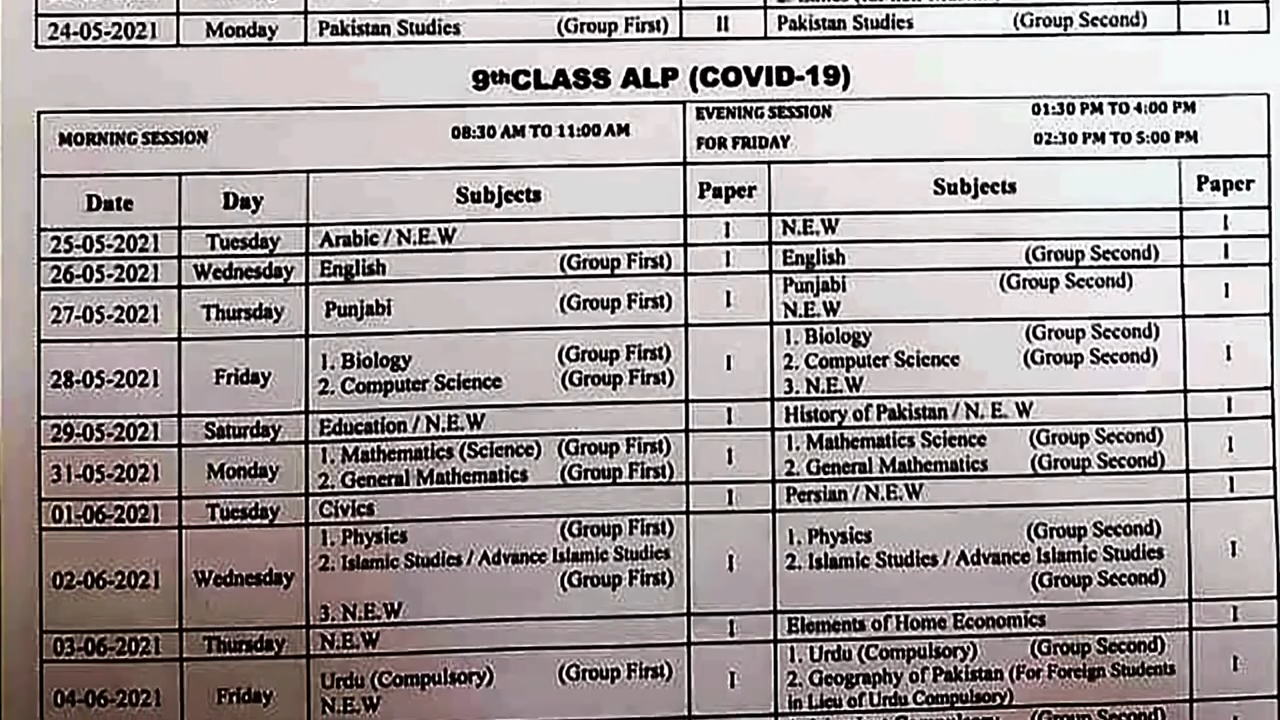 24-05-2021 Monday Pakistan Studies (Group First) II Pakistan Studies (Group Second) II
9thCLASS ALP (COVID-19)
MORNING SESSION 08:30 AM TO 11:00 AM
EVENING SESSION 01:30 PM TO 4:00 PM
FOR FRIDAY 02:30 PM TO 5:00 PM
Date Day Subjects Paper Subjects Paper
25-05-2021 Tuesday Arabic / N.E.W I N.E.W I
26-05-2021 Wednesday English (Group First) I English (Group Second) I
27-05-2021 Thursday Punjabi (Group First) I Punjabi (Group Second) I
N.E.W
28-05-2021 Friday 1. Biology (Group First) I 1. Biology (Group Second) I
2. Computer Science (Group First) 2. Computer Science (Group Second)
3. N.E.W
29-05-2021 Saturday Education / N.E.W I History of Pakistan / N. E. W I
31-05-2021 Monday 1. Mathematics (Science) (Group First) I 1. Mathematics Science (Group Second) I
2. General Mathematics (Group First) 2. General Mathematics (Group Second)
01-06-2021 Tuesday Civics I Persian / N.E.W I
02-06-2021 Wednesday 1. Physics (Group First) I 1. Physics (Group Second) I
2. Islamic Studies / Advance Islamic Studies 2. Islamic Studies / Advance Islamic Studies
(Group First) (Group Second)
3. N.E.W
03-06-2021 Thursday N.E.W I Elements of Home Economics I
04-06-2021 Friday Urdu (Compulsory) (Group First) I 1. Urdu (Compulsory) (Group Second) I
N.E.W 2. Geography of Pakistan (For Foreign Students
in Lieu of Urdu Compulsory)
(Group Second)